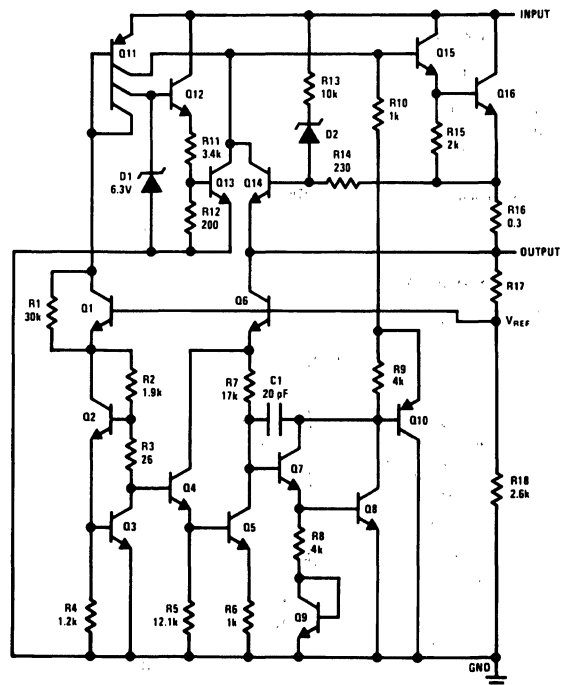 INPUT
Q11
Q12
Q15
Q16
R13
10k
R10
1k
D2
R11
3.4k
R15
2k
D1
6.3V
Q13
Q14
R14
230
R12
200
R16
0.3
OUTPUT
R17
R1
30k
Q1
Q6
VREF
R2
1.9k
R7
17k
C1
20 pF
R9
4k
Q10
Q2
R3
26
Q4
Q7
R18
2.6k
Q3
Q5
Q8
R8
4k
R4
1.2k
R5
12.1k
R6
1k
Q9
GND